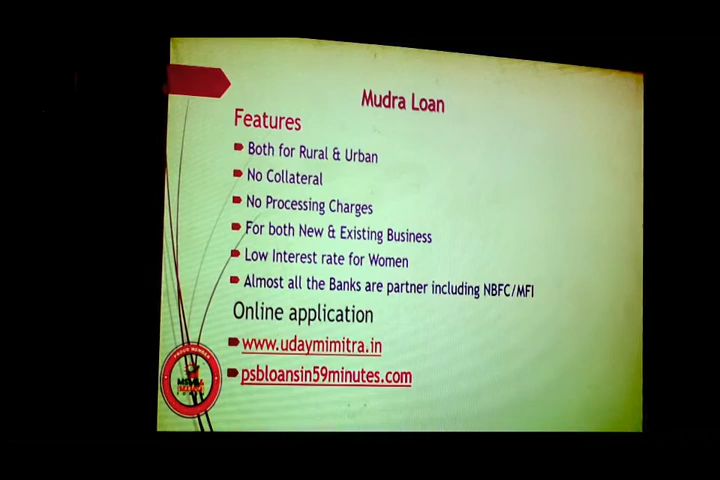 Mudra Loan
Features
Both for Rural & Urban
No Collateral
No Processing Charges
For both New & Existing Business
Low Interest rate for Women
Almost all the Banks are partner including NBFC/MFI
Online application
www.udaymimitra.in
psbloansin59minutes.com
PROUD MEMBER